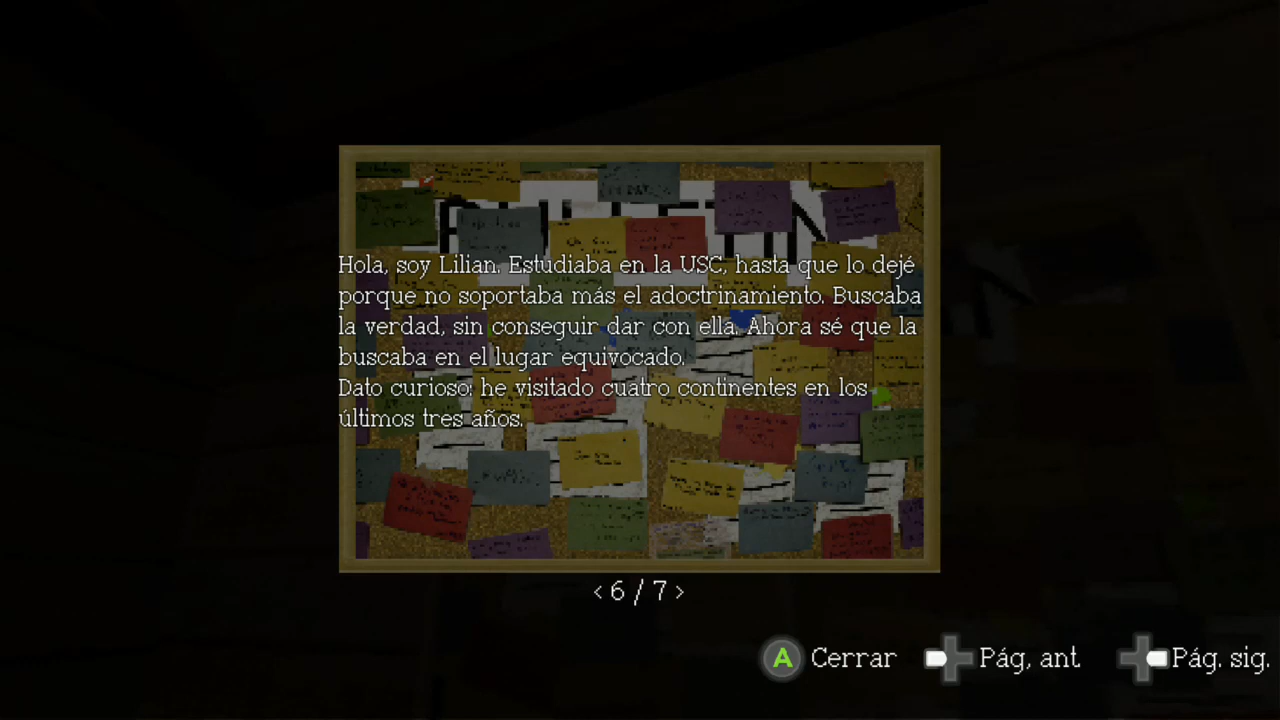 Hola, soy Lilian. Estudiaba en la USC, hasta que lo dejé
porque no soportaba más el adoctrinamiento. Buscaba
la verdad, sin conseguir dar con ella. Ahora sé que la
buscaba en el lugar equivocado.
Dato curioso: he visitado cuatro continentes en los
últimos tres años.
< 6 / 7 >
A Cerrar Pág, ant. Pág. sig.